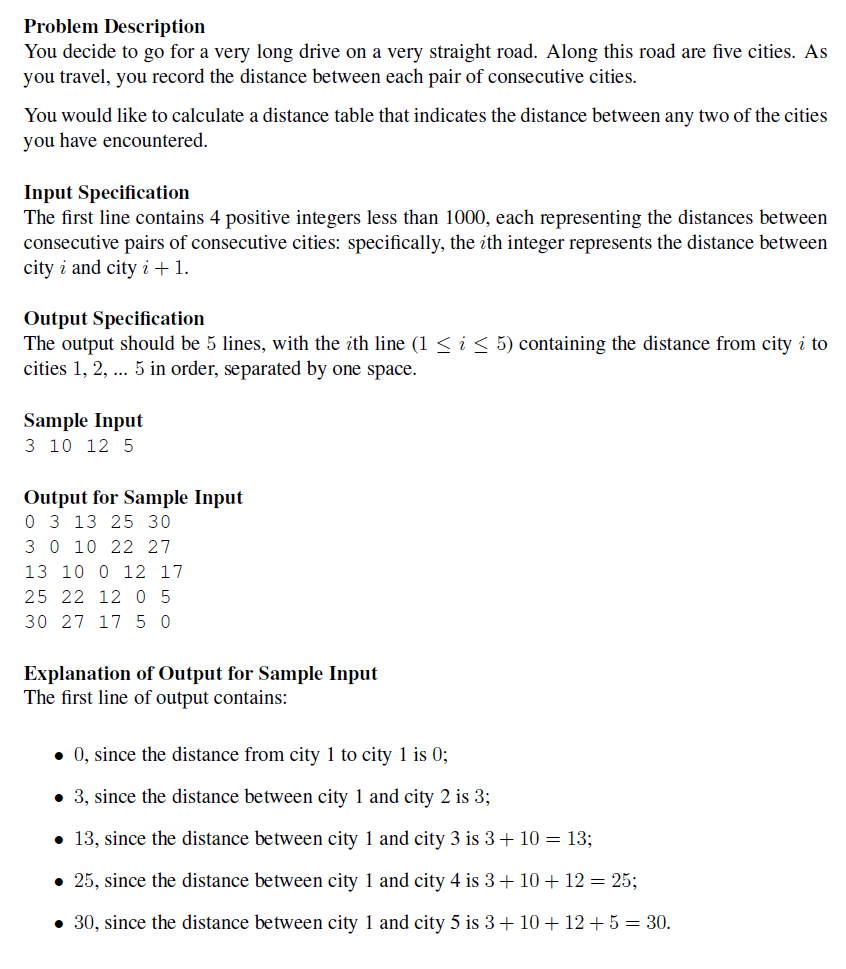 Problem Description
You decide to go for a very long drive on a very straight road. Along this road are five cities. As
you travel, you record the distance between each pair of consecutive cities.
You would like to calculate a distance table that indicates the distance between any two of the cities
you have encountered.
Input Specification
The first line contains 4 positive integers less than 1000, each representing the distances between
consecutive pairs of consecutive cities: specifically, the ith integer represents the distance between
city i and city i + 1.
Output Specification
The output should be 5 lines, with the ith line (1 ≤ i ≤ 5) containing the distance from city i to
cities 1, 2, ... 5 in order, separated by one space.
Sample Input
3 10 12 5
Output for Sample Input
0 3 13 25 30
3 0 10 22 27
13 10 0 12 17
25 22 12 0 5
30 27 17 5 0
Explanation of Output for Sample Input
The first line of output contains:
• 0, since the distance from city 1 to city 1 is 0;
• 3, since the distance between city 1 and city 2 is 3;
• 13, since the distance between city 1 and city 3 is 3 + 10 = 13;
• 25, since the distance between city 1 and city 4 is 3 + 10 + 12 = 25;
• 30, since the distance between city 1 and city 5 is 3 + 10 + 12 + 5 = 30.